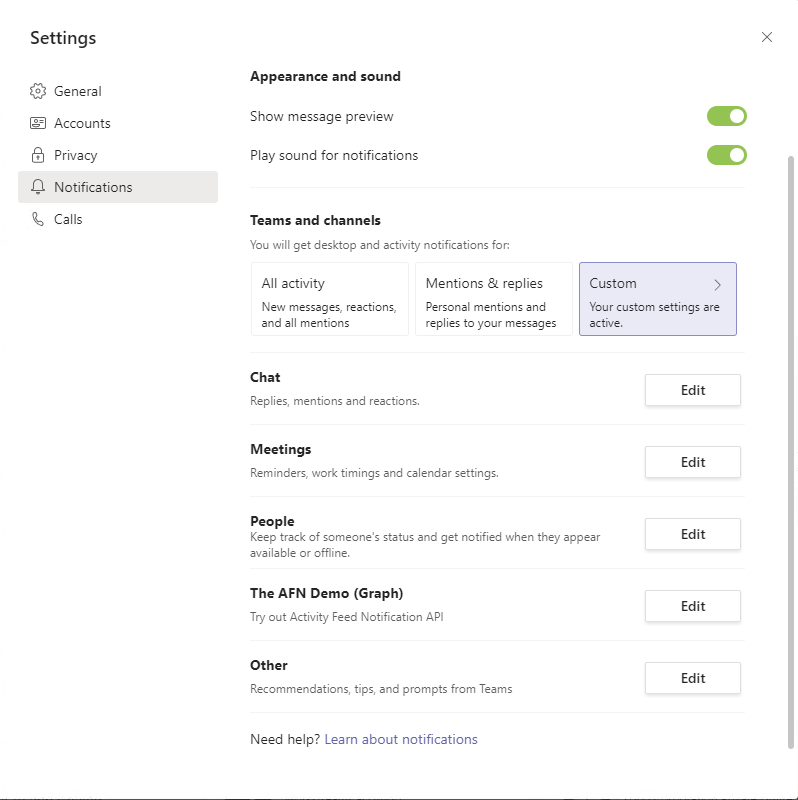 Settings
General
Accounts
Privacy
Notifications
Calls
Appearance and sound
Show message preview
Play sound for notifications
Teams and channels
You will get desktop and activity notifications for:
All activity
New messages, reactions,
and all mentions
Mentions & replies
Personal mentions and
replies to your messages
Custom
Your custom settings are
active.
Chat
Replies, mentions and reactions.
Edit
Meetings
Reminders, work timings and calendar settings.
Edit
People
Keep track of someone's status and get notified when they appear
available or offline.
Edit
The AFN Demo (Graph)
Try out Activity Feed Notification API
Edit
Other
Recommendations, tips, and prompts from Teams
Edit
Need help? Learn about notifications